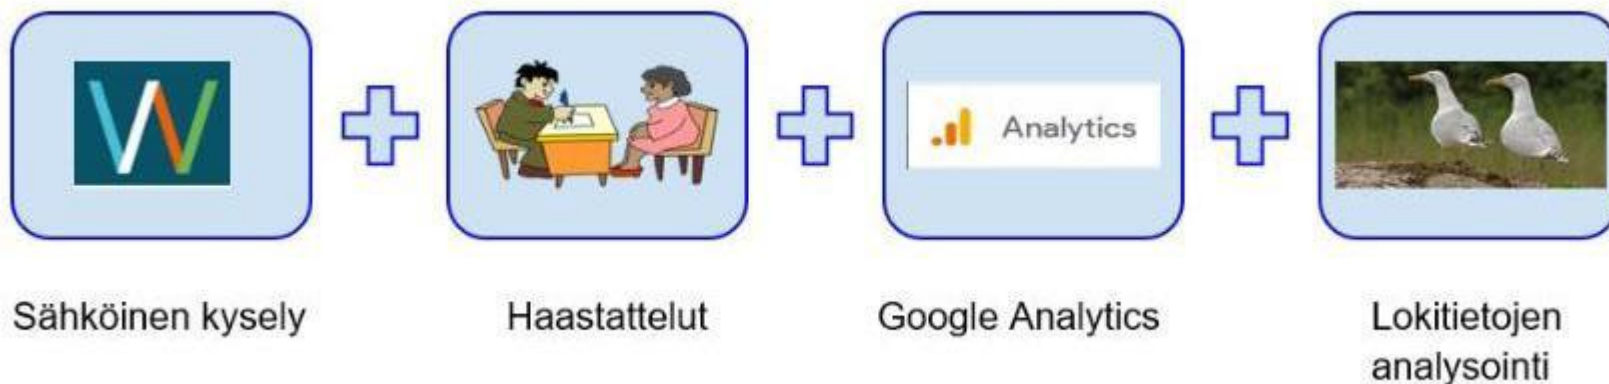 W
Analytics
Sähköinen kysely
Haastattelut
Google Analytics
Lokitietojen
analysointi